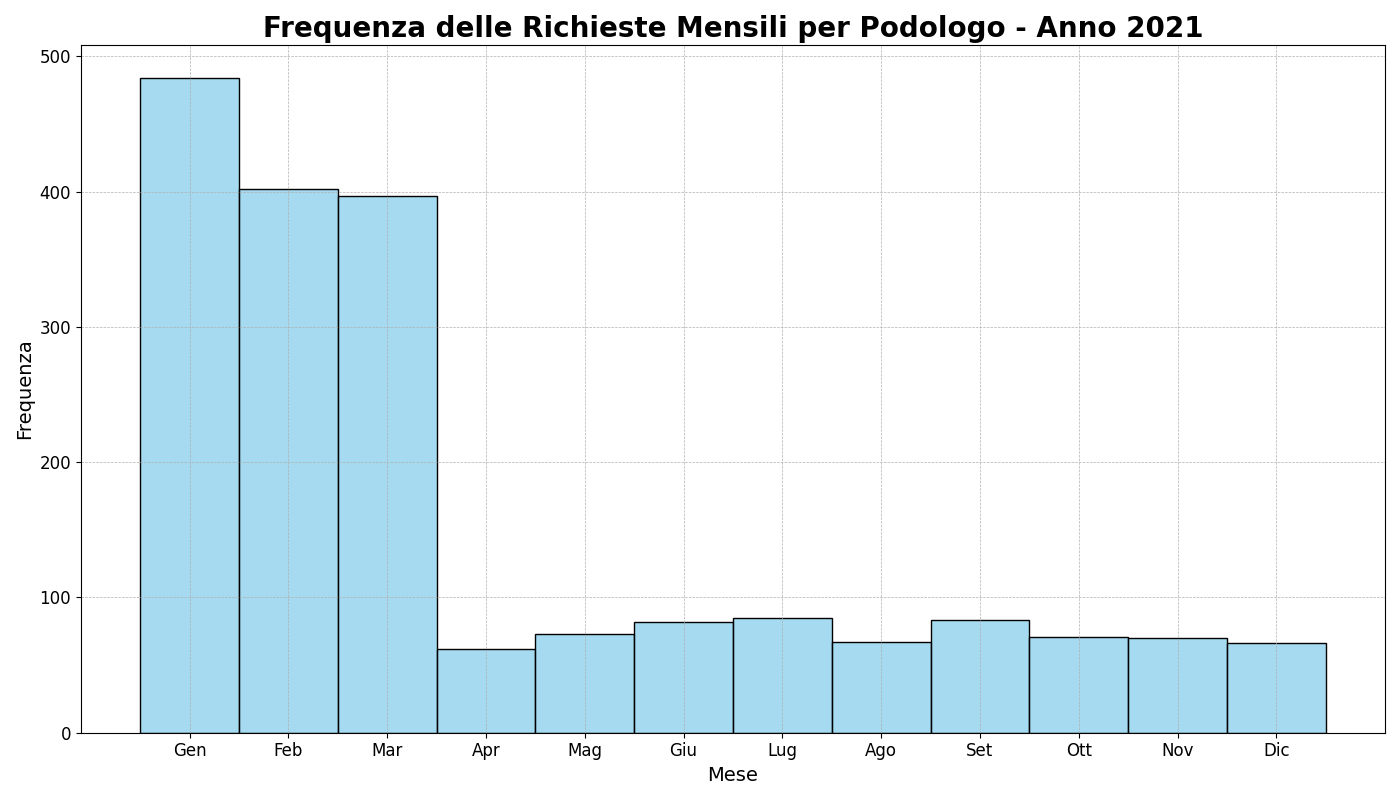 Frequenza delle Richieste Mensili per Podologo - Anno 2021
Frequenza
500
400
300
200
100
0
Gen Feb Mar Apr Mag Giu Lug Ago Set Ott Nov Dic
Mese